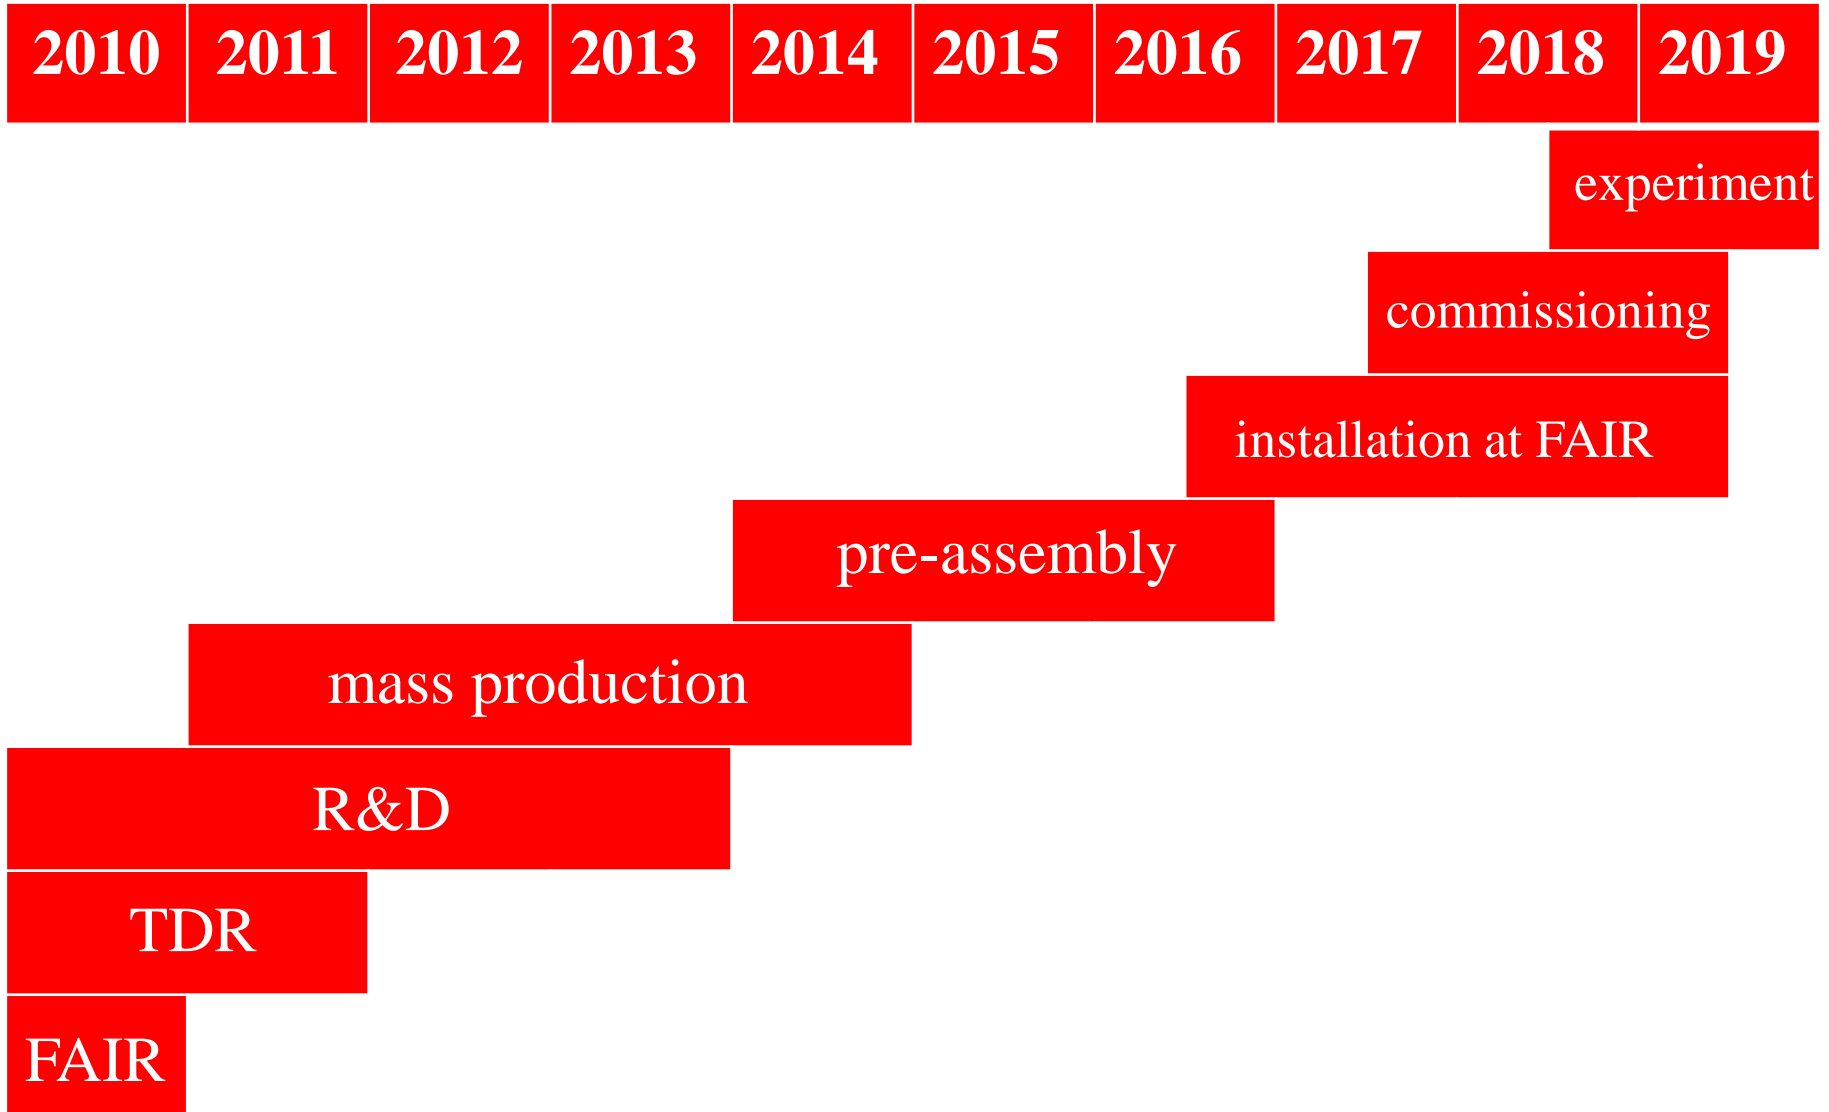 2010 2011 2012 2013 2014 2015 2016 2017 2018 2019
experiment
commissioning
installation at FAIR
pre-assembly
mass production
R&D
TDR
FAIR